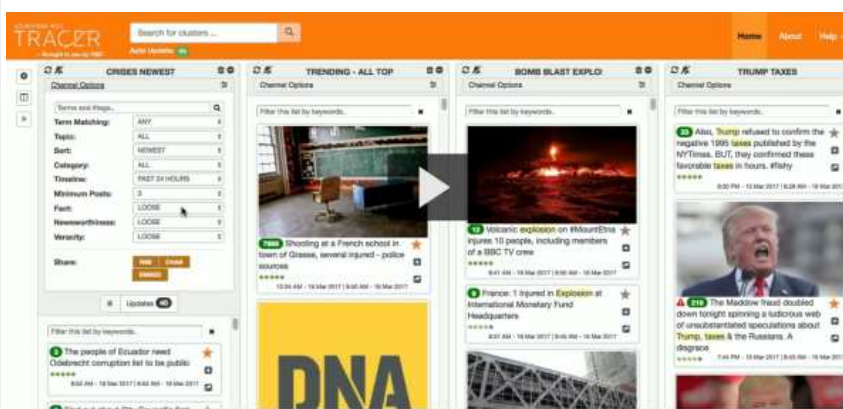 TRACER
Search for clusters ...
Auto Update: On
Home About Help
CRISES NEWEST
Channel Options
Terms and #tags...
Term Matching: ANY
Topic: ALL
Sort: NEWEST
Category: ALL
Timeline: PAST 24 HOURS
Minimum Posts: 3
Fact: LOOSE
Newsworthiness: LOOSE
Veracity: LOOSE
Share:
Updates 40
Filter this list by keywords..
3 The people of Ecuador need
Odebrecht corruption list to be public
TRENDING - ALL TOP
Channel Options
Filter this list by keywords..
Shooting at a French school in
town of Grasse, several injured - police
sources
DNA
BOMB BLAST EXPLO
Channel Options
Filter this list by keywords..
12 Volcanic explosion on #MountEtna
injures 10 people, including members
of a BBC TV crew
France: 1 Injured in Explosion at
International Monetary Fund
Headquarters
TRUMP TAXES
Channel Options
33 Also, Trump refused to confirm the
negative 1995 taxes published by the
NYTimes. BUT, they confirmed these
favorable taxes in hours. #fishy
219 The Maddow fraud doubled
down tonight spinning a ludicrous web
of unsubstantiated speculations about
Trump, taxes & the Russians. A
disgrace